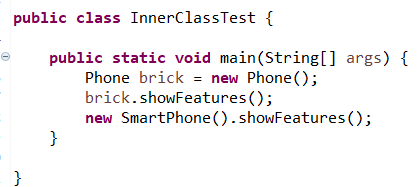 public class InnerClassTest {
public static void main(String[] args) {
Phone brick = new Phone();
brick.showFeatures();
new SmartPhone().showFeatures();
}
}